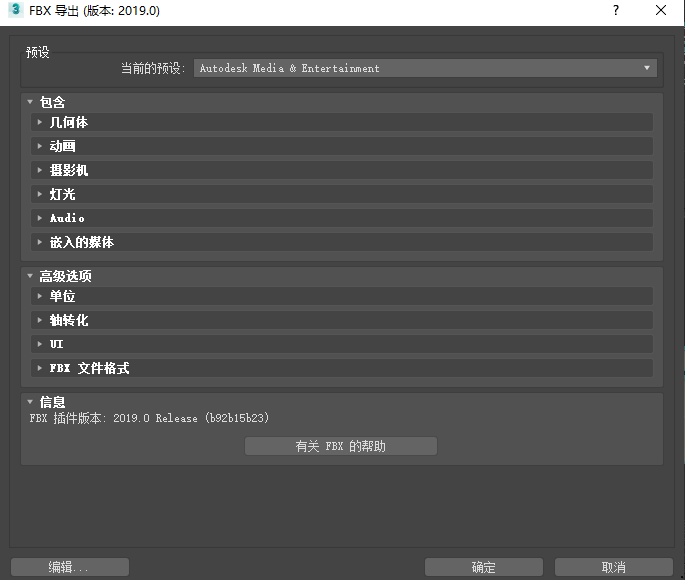 FBX 导出 (版本: 2019.0)
预设
当前的预设: Autodesk Media & Entertainment
包含
几何体
动画
摄影机
灯光
Audio
嵌入的媒体
高级选项
单位
轴转化
UI
FBX 文件格式
信息
FBX 插件版本: 2019.0 Release (b92b15b23)
有关 FBX 的帮助
编辑... 确定 取消